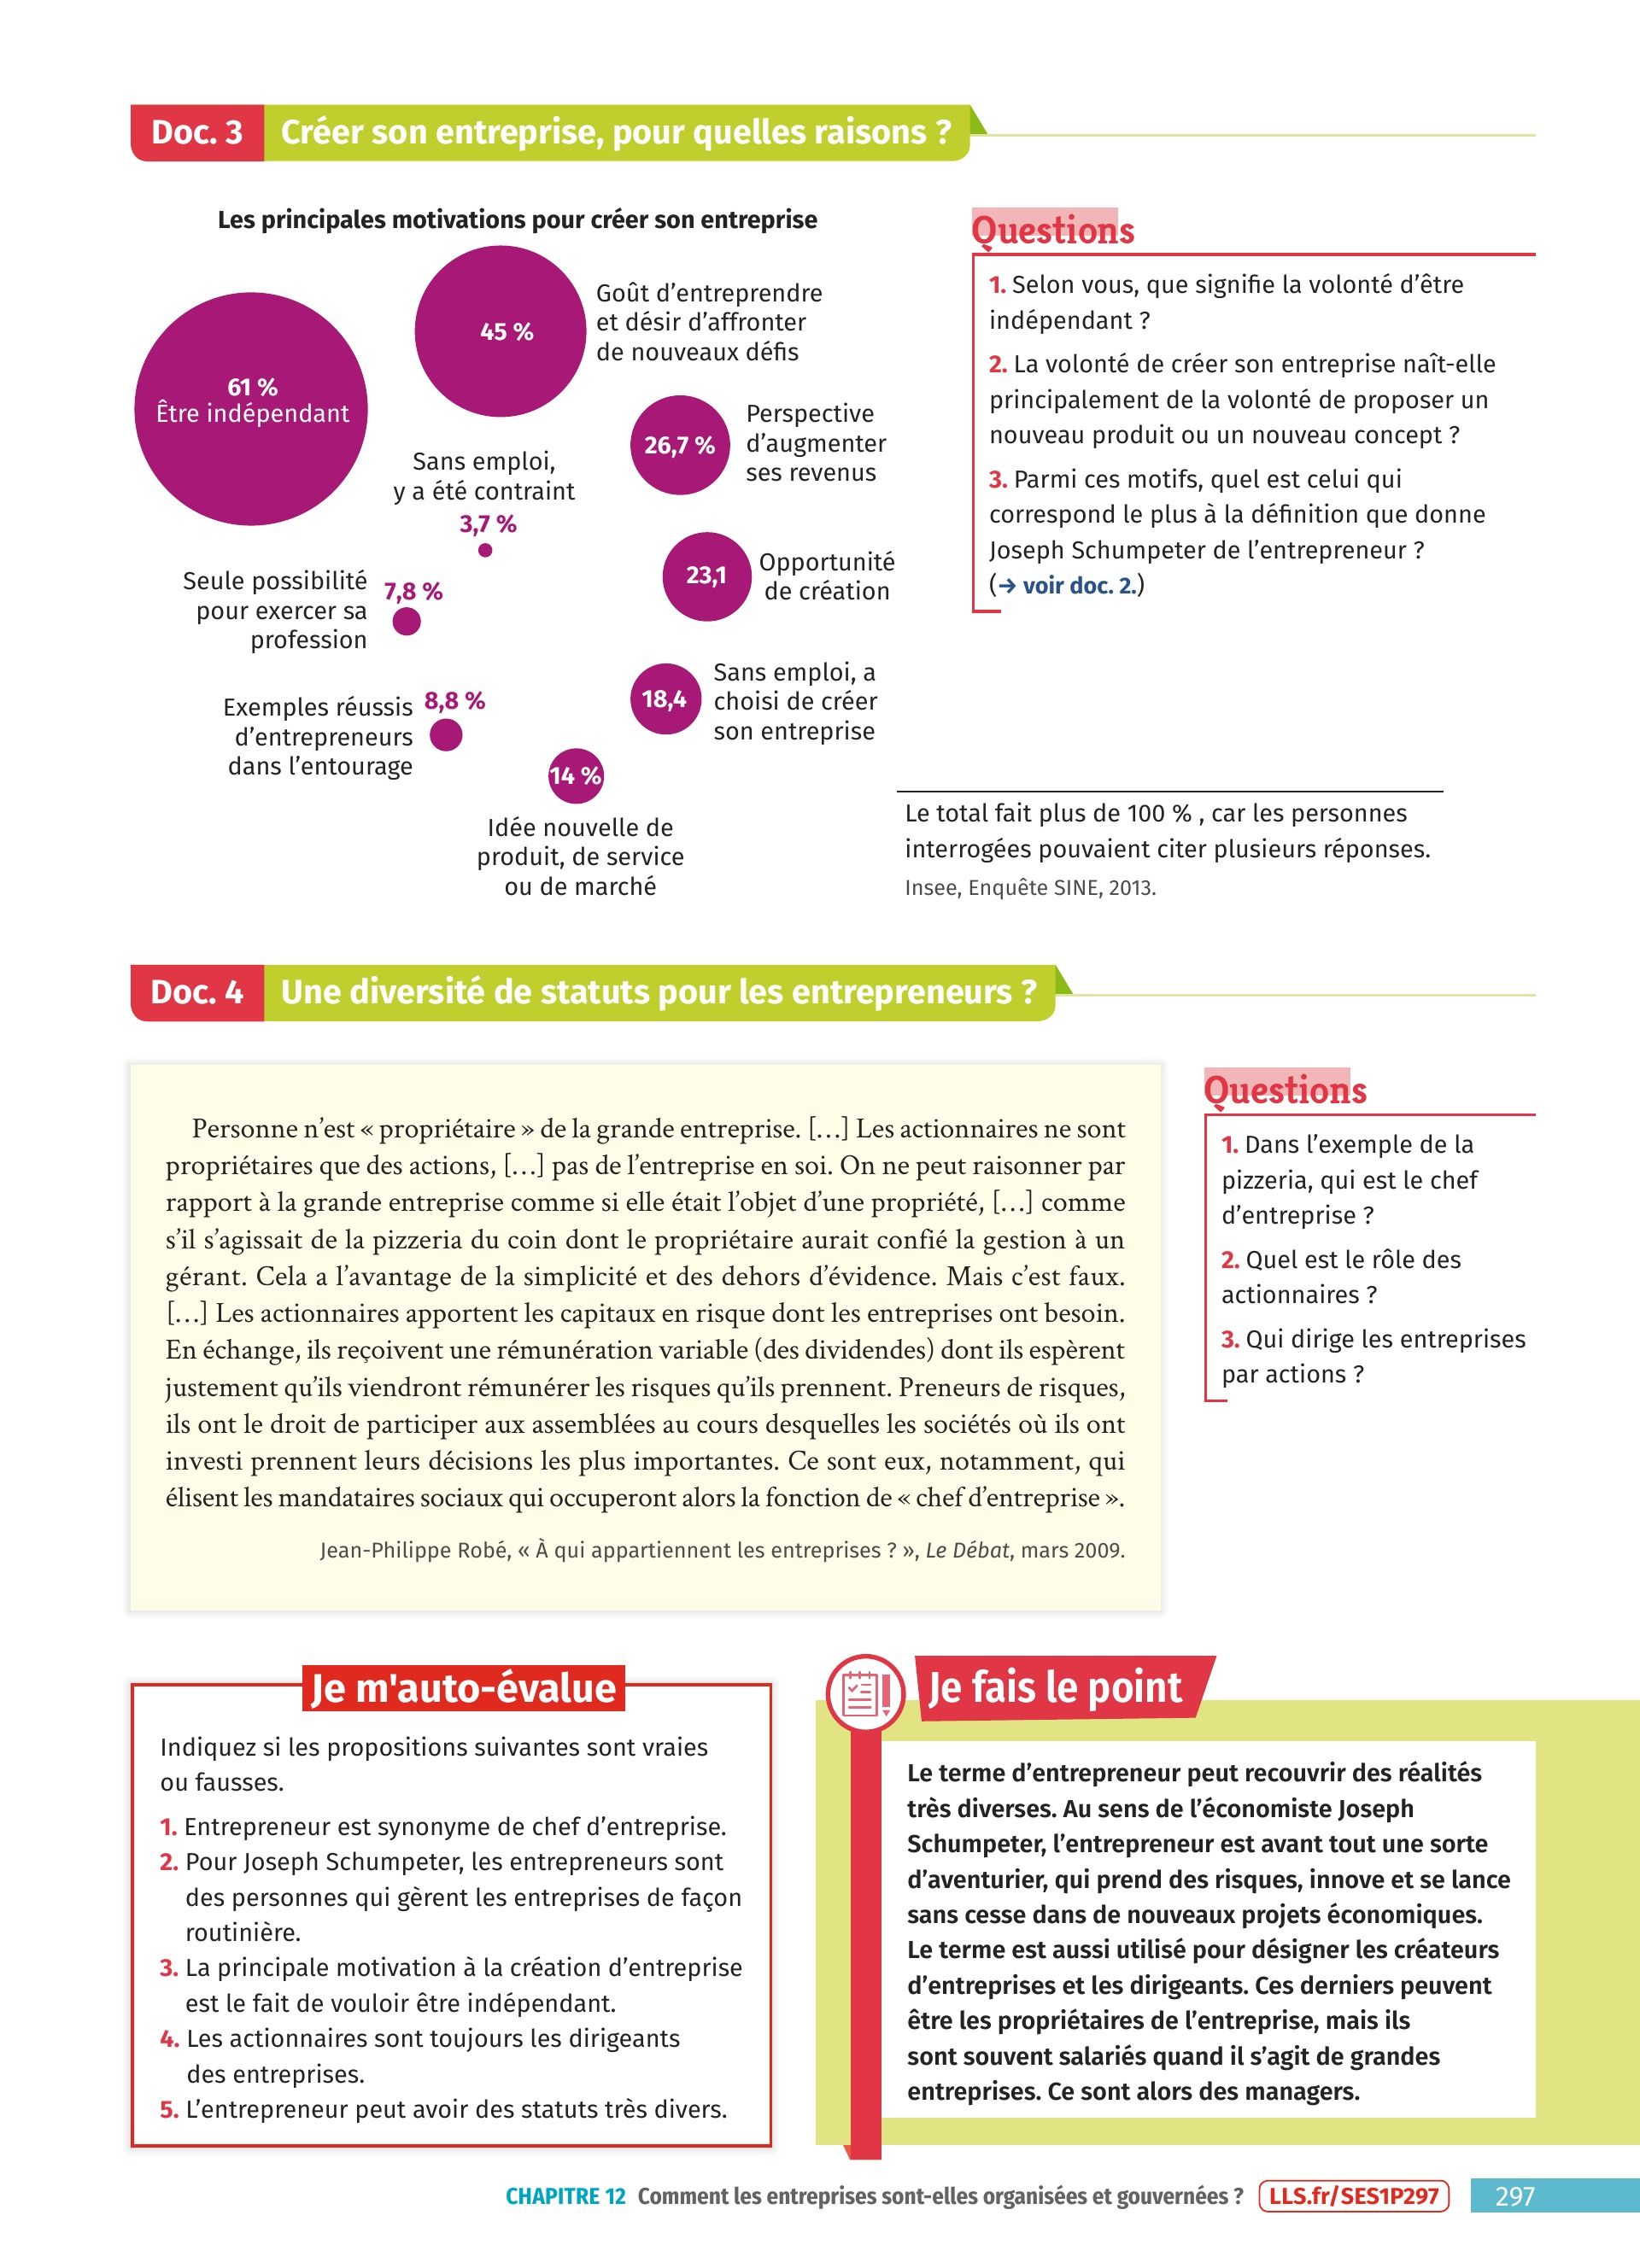 Doc. 3 Créer son entreprise, pour quelles raisons ?
Les principales motivations pour créer son entreprise
61 %
Être indépendant
45 %
Goût d’entreprendre
et désir d’affronter
de nouveaux défis
26,7 %
Perspective
d’augmenter
ses revenus
23,1
Opportunité
de création
18,4
Sans emploi, a
choisi de créer
son entreprise
14 %
Idée nouvelle de
produit, de service
ou de marché
8,8 %
Exemples réussis
d’entrepreneurs
dans l’entourage
7,8 %
Seule possibilité
pour exercer sa
profession
Sans emploi,
y a été contraint
3,7 %
Questions
1. Selon vous, que signifie la volonté d’être
indépendant ?
2. La volonté de créer son entreprise naît-elle
principalement de la volonté de proposer un
nouveau produit ou un nouveau concept ?
3. Parmi ces motifs, quel est celui qui
correspond le plus à la définition que donne
Joseph Schumpeter de l’entrepreneur ?
(→ voir doc. 2.)
Le total fait plus de 100 % , car les personnes
interrogées pouvaient citer plusieurs réponses.
Insee, Enquête SINE, 2013.
Doc. 4 Une diversité de statuts pour les entrepreneurs ?
Personne n’est « propriétaire » de la grande entreprise. […] Les actionnaires ne sont
propriétaires que des actions, […] pas de l’entreprise en soi. On ne peut raisonner par
rapport à la grande entreprise comme si elle était l’objet d’une propriété, […] comme
s’il s’agissait de la pizzeria du coin dont le propriétaire aurait confié la gestion à un
gérant. Cela a l’avantage de la simplicité et des dehors d’évidence. Mais c’est faux.
[…] Les actionnaires apportent les capitaux en risque dont les entreprises ont besoin.
En échange, ils reçoivent une rémunération variable (des dividendes) dont ils espèrent
justement qu’ils viendront rémunérer les risques qu’ils prennent. Preneurs de risques,
ils ont le droit de participer aux assemblées au cours desquelles les sociétés où ils ont
investi prennent leurs décisions les plus importantes. Ce sont eux, notamment, qui
élisent les mandataires sociaux qui occuperont alors la fonction de « chef d’entreprise ».
Jean-Philippe Robé, « À qui appartiennent les entreprises ? », Le Débat, mars 2009.
Questions
1. Dans l’exemple de la
pizzeria, qui est le chef
d’entreprise ?
2. Quel est le rôle des
actionnaires ?
3. Qui dirige les entreprises
par actions ?
Je m'auto-évalue
Indiquez si les propositions suivantes sont vraies
ou fausses.
1. Entrepreneur est synonyme de chef d’entreprise.
2. Pour Joseph Schumpeter, les entrepreneurs sont
des personnes qui gèrent les entreprises de façon
routinière.
3. La principale motivation à la création d’entreprise
est le fait de vouloir être indépendant.
4. Les actionnaires sont toujours les dirigeants
des entreprises.
5. L’entrepreneur peut avoir des statuts très divers.
Je fais le point
Le terme d’entrepreneur peut recouvrir des réalités
très diverses. Au sens de l’économiste Joseph
Schumpeter, l’entrepreneur est avant tout une sorte
d’aventurier, qui prend des risques, innove et se lance
sans cesse dans de nouveaux projets économiques.
Le terme est aussi utilisé pour désigner les créateurs
d’entreprises et les dirigeants. Ces derniers peuvent
être les propriétaires de l’entreprise, mais ils
sont souvent salariés quand il s’agit de grandes
entreprises. Ce sont alors des managers.
CHAPITRE 12 Comment les entreprises sont-elles organisées et gouvernées ? LLS.fr/SES1P297 297